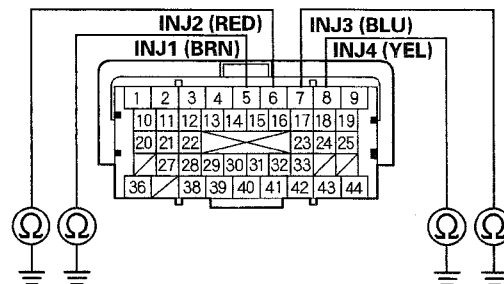 INJ2 (RED) INJ3 (BLU)
INJ1 (BRN) INJ4 (YEL)
1 2 3 4 5 6 7 8 9
10 11 12 13 14 15 16 17 18 19
20 21 22 23 24 25
27 28 29 30 31 32 33
36 38 39 40 41 42 43 44
Ω Ω Ω Ω